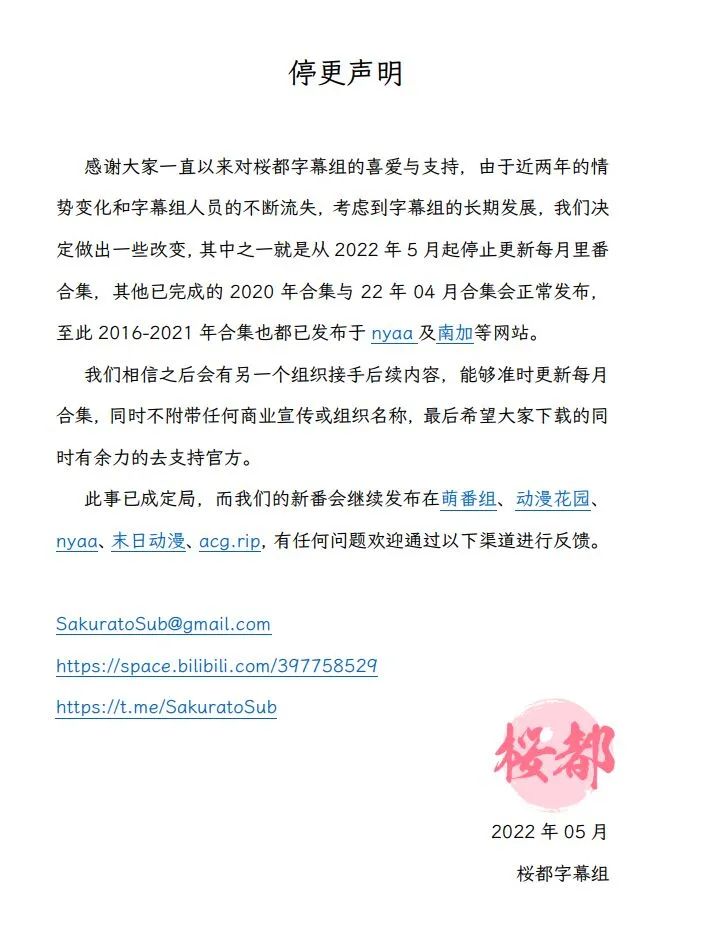 停更声明
感谢大家一直以来对桜都字幕组的喜爱与支持，由于近两年的情
势变化和字幕组人员的不断流失，考虑到字幕组的长期发展，我们决
定做出一些改变，其中之一就是从 2022 年 5 月起停止更新每月里番
合集，其他已完成的 2020 年合集与 22 年 04 月合集会正常发布，
至此 2016-2021 年合集也都已发布于 nyaa 及南加等网站。
我们相信之后会有另一个组织接手后续内容，能够准时更新每月
合集，同时不附带任何商业宣传或组织名称，最后希望大家下载的同
时有余力的去支持官方。
此事已成定局，而我们的新番会继续发布在萌番组、动漫花园、
nyaa、末日动漫、acg.rip，有任何问题欢迎通过以下渠道进行反馈。
SakuratoSub@gmail.com
https://space.bilibili.com/397758529
https://t.me/SakuratoSub
桜都
2022 年 05 月
桜都字幕组